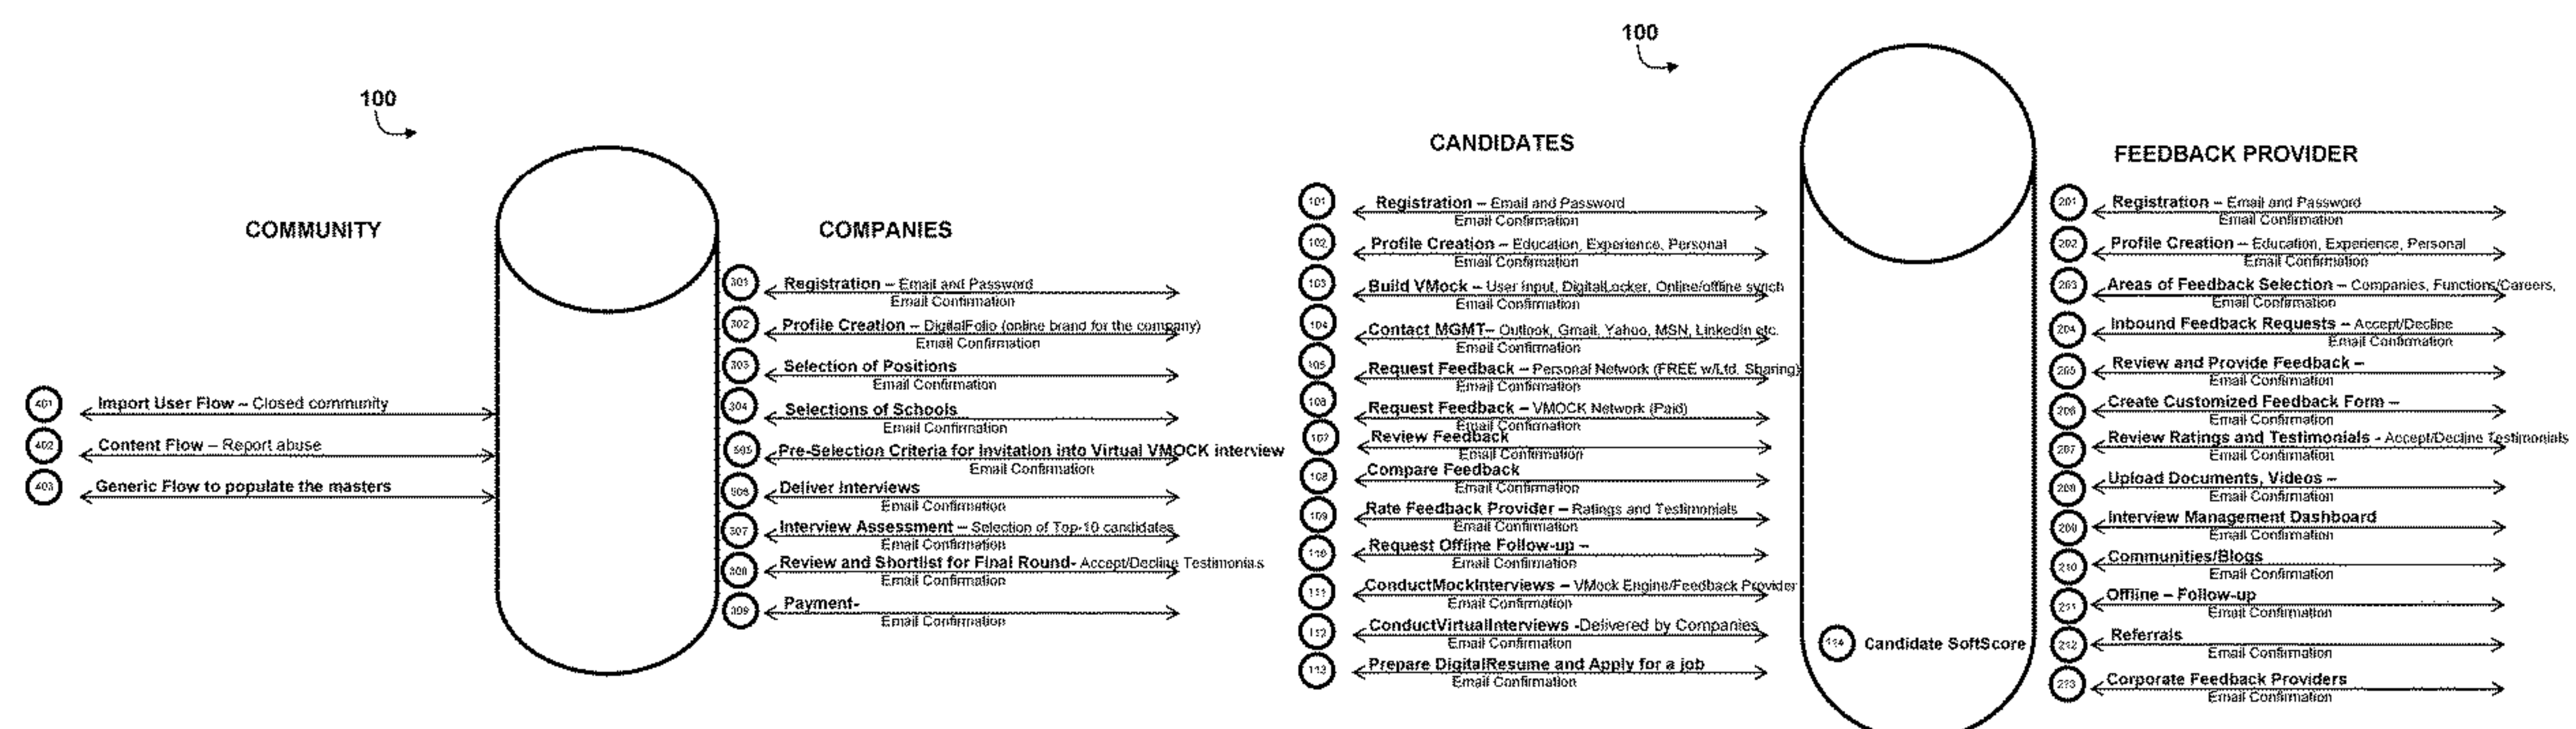 100
COMMUNITY
COMPANIES
301 Registration – Email and Password
Email Confirmation
302 Profile Creation – DigitalFolio (online brand for the company)
Email Confirmation
303 Selection of Positions
Email Confirmation
304 Selections of Schools
Email Confirmation
Pre-Selection Criteria for Invitation into Virtual VMOCK interview
Email Confirmation
Deliver Interviews
Email Confirmation
307 Interview Assessment – Selection of Top-10 candidates
Email Confirmation
308 Review and Shortlist for Final Round- Accept/Decline Testimonials
Email Confirmation
309 Payment-
Email Confirmation
401 Import User Flow – Closed community
402 Content Flow – Report abuse
403 Generic Flow to populate the masters
100
CANDIDATES
101 Registration – Email and Password
Email Confirmation
102 Profile Creation – Education, Experience, Personal
Email Confirmation
103 Build VMock – User Input, DigitalLocker, Online/offline synch
Email Confirmation
104 Contact MGMT– Outlook, Gmail, Yahoo, MSN, LinkedIn etc.
Email Confirmation
105 Request Feedback – Personal Network (FREE w/Ltd. Sharing)
Email Confirmation
Request Feedback – VMOCK Network (Paid)
Email Confirmation
107 Review Feedback
Email Confirmation
108 Compare Feedback
Email Confirmation
109 Rate Feedback Provider – Ratings and Testimonials
Email Confirmation
110 Request Offline Follow-up –
Email Confirmation
111 ConductMockInterviews – VMock Engine/Feedback Provider
Email Confirmation
112 ConductVirtualInterviews -Delivered by Companies
Email Confirmation
113 Prepare DigitalResume and Apply for a job
Email Confirmation
114 Candidate SoftScore
FEEDBACK PROVIDER
201 Registration – Email and Password
Email Confirmation
202 Profile Creation – Education, Experience, Personal
Email Confirmation
203 Areas of Feedback Selection – Companies, Functions/Careers,
Email Confirmation
204 Inbound Feedback Requests – Accept/Decline
Email Confirmation
205 Review and Provide Feedback –
Email Confirmation
206 Create Customized Feedback Form –
Email Confirmation
207 Review Ratings and Testimonials - Accept/Decline Testimonials
Email Confirmation
208 Upload Documents, Videos –
Email Confirmation
209 Interview Management Dashboard
Email Confirmation
210 Communities/Blogs
Email Confirmation
211 Offline – Follow-up
Email Confirmation
212 Referrals
Email Confirmation
213 Corporate Feedback Providers
Email Confirmation